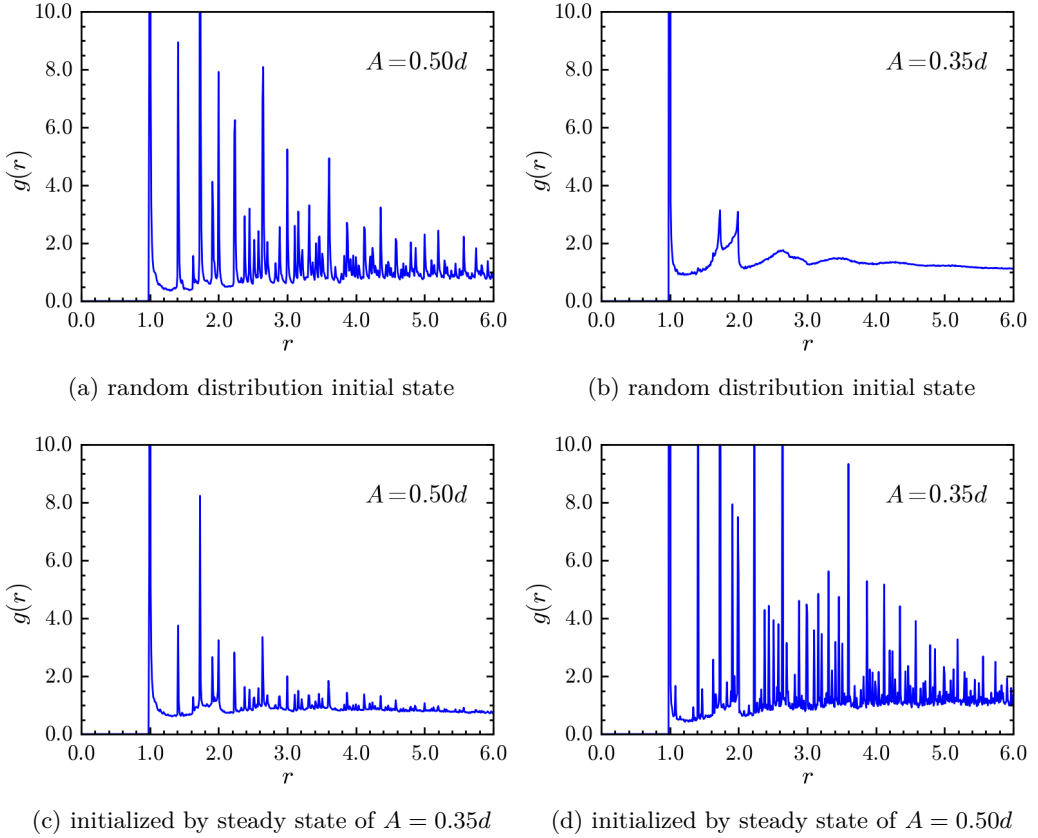 10.0
8.0
6.0
4.0
2.0
0.0
g(r)
A=0.50d
0.0 1.0 2.0 3.0 4.0 5.0 6.0
r
(a) random distribution initial state
10.0
8.0
6.0
4.0
2.0
0.0
g(r)
A=0.35d
0.0 1.0 2.0 3.0 4.0 5.0 6.0
r
(b) random distribution initial state
10.0
8.0
6.0
4.0
2.0
0.0
g(r)
A=0.50d
0.0 1.0 2.0 3.0 4.0 5.0 6.0
r
(c) initialized by steady state of A = 0.35d
10.0
8.0
6.0
4.0
2.0
0.0
g(r)
A=0.35d
0.0 1.0 2.0 3.0 4.0 5.0 6.0
r
(d) initialized by steady state of A = 0.50d